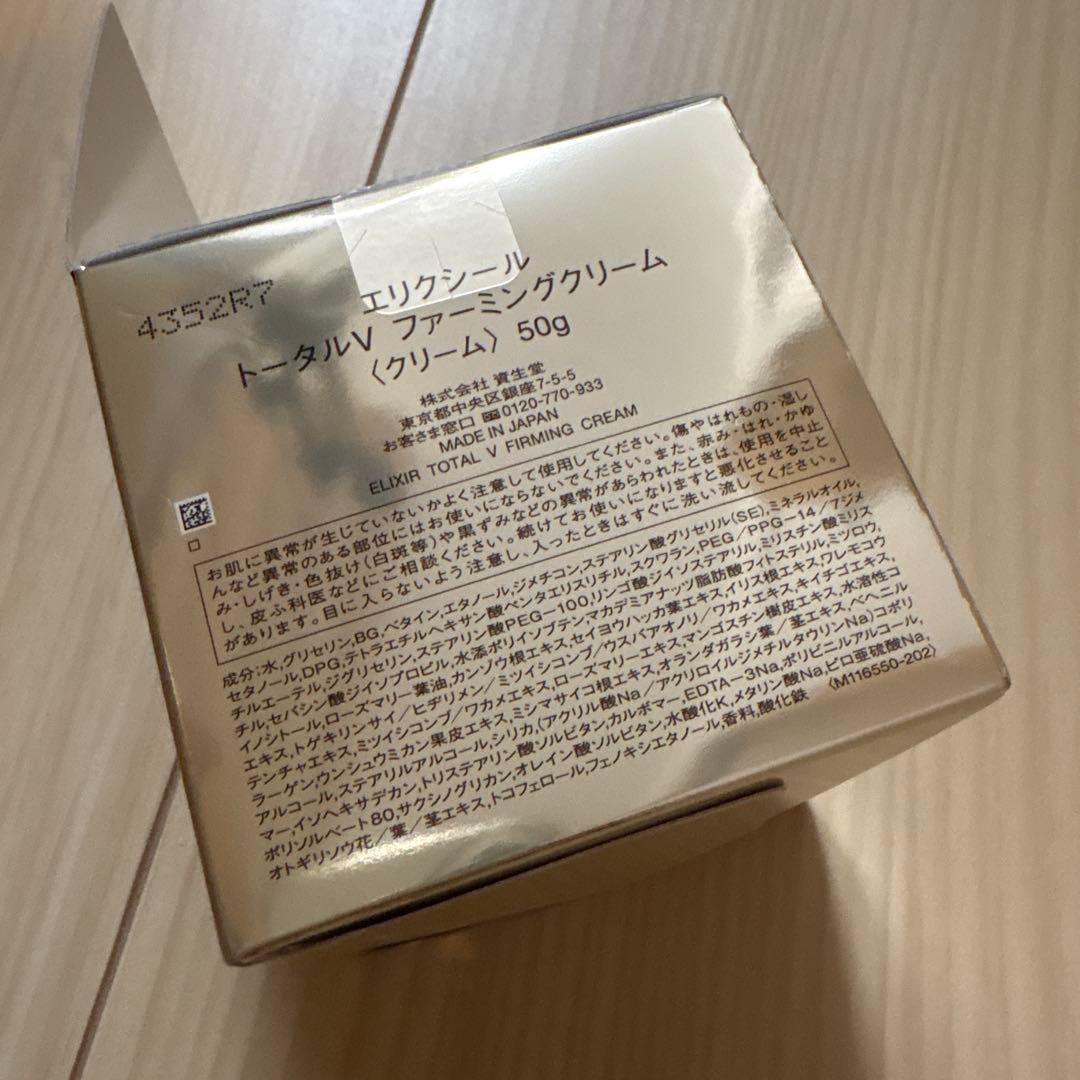 4352R7
エリクシール
トータルV ファーミングクリーム
〈クリーム〉 50g
株式会社 資生堂
東京都中央区銀座7-5-5
お客さま窓口 0120-770-933
MADE IN JAPAN
ELIXIR TOTAL V FIRMING CREAM
お肌に異常が生じていないかよく注意して使用してください。傷やはれもの・湿し
んなど異常のある部位にはお使いにならないでください。また、赤み・はれ・かゆ
み・しげき・色抜け(白斑等)や黒ずみなどの異常があらわれたときは、使用を中止
し、皮ふ科医などにご相談ください。続けてお使いになりますと悪化させること
があります。目に入らないよう注意し、入ったときはすぐに洗い流してください。
成分:水,グリセリン,BG,ベタイン,エタノール,ジメチコン,ステアリン酸グリセリル(SE),ミネラルオイル,
セタノール,DPG,テトラエチルヘキサン酸ペンタエリスリチル,スクワラン,PEG/PPG-14/7ジメ
チルエーテル,ジグリセリン,ステアリン酸PEG-100,リンゴ酸ジイソステアリル,ミリスチン酸ミリス
チル,セバシン酸ジイソプロピル,水添ポリイソブテン,マカデミアナッツ脂肪酸フィトステリル,ミツロウ,
イノシトール,ローズマリー葉油,カンゾウ根エキス,セイヨウハッカ葉エキス,イリス根エキス,ワレモコウ
エキス,トゲキリンサイ/ヒヂリメン/ミツイシコンブ/ウスバアオノリ/ワカメエキス,キイチゴエキス,
テンチャエキス,ミツイシコンブ/ワカメエキス,ローズマリーエキス,マンゴスチン樹皮エキス,水溶性コ
ラーゲン,ウンシュウミカン果皮エキス,ミシマサイコ根エキス,オランダガラシ葉/茎エキス,ベヘニル
アルコール,ステアリルアルコール,シリカ,(アクリル酸Na/アクリロイルジメチルタウリンNa)コポリ
マー,イソヘキサデカン,トリステアリン酸ソルビタン,カルボマー,EDTA-3Na,ポリビニルアルコール,
ポリソルベート80,サクシノグリカン,オレイン酸ソルビタン,水酸化K,メタリン酸Na,ピロ亜硫酸Na,
オトギリソウ花/葉/茎エキス,トコフェロール,フェノキシエタノール,香料,酸化鉄 〈M116550-202〉